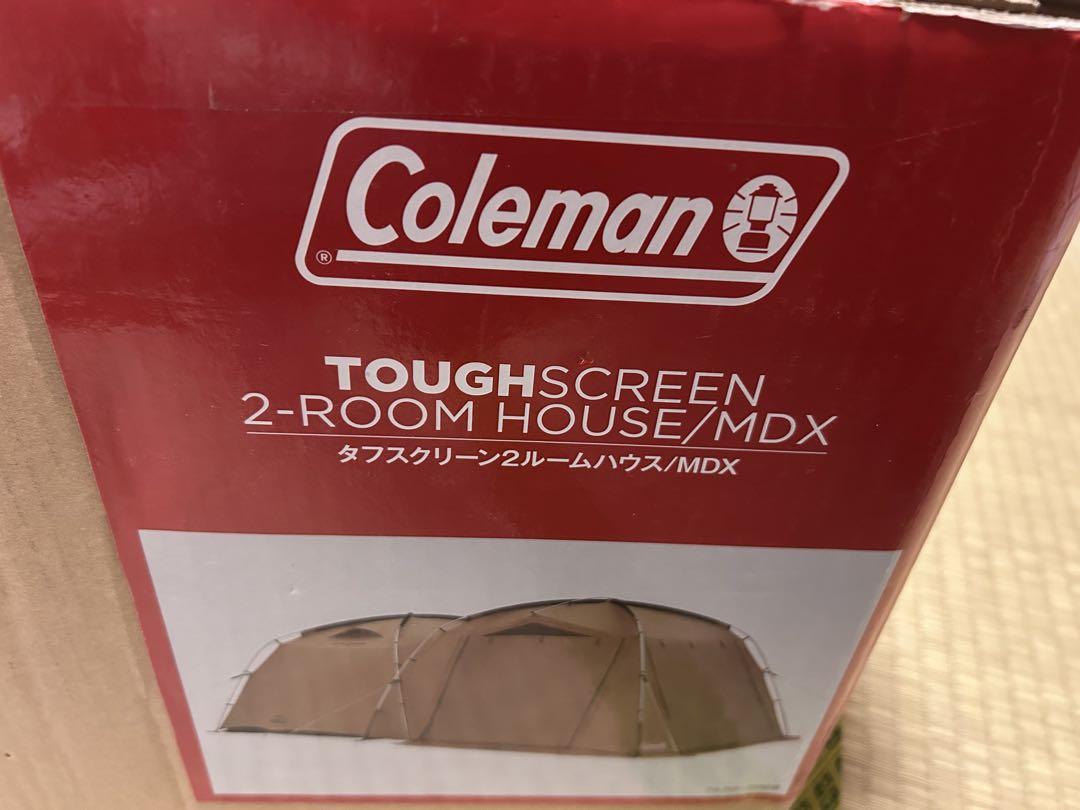 Coleman
®
TOUGHSCREEN
2-ROOM HOUSE/MDX
タフスクリーン2ルームハウス/MDX